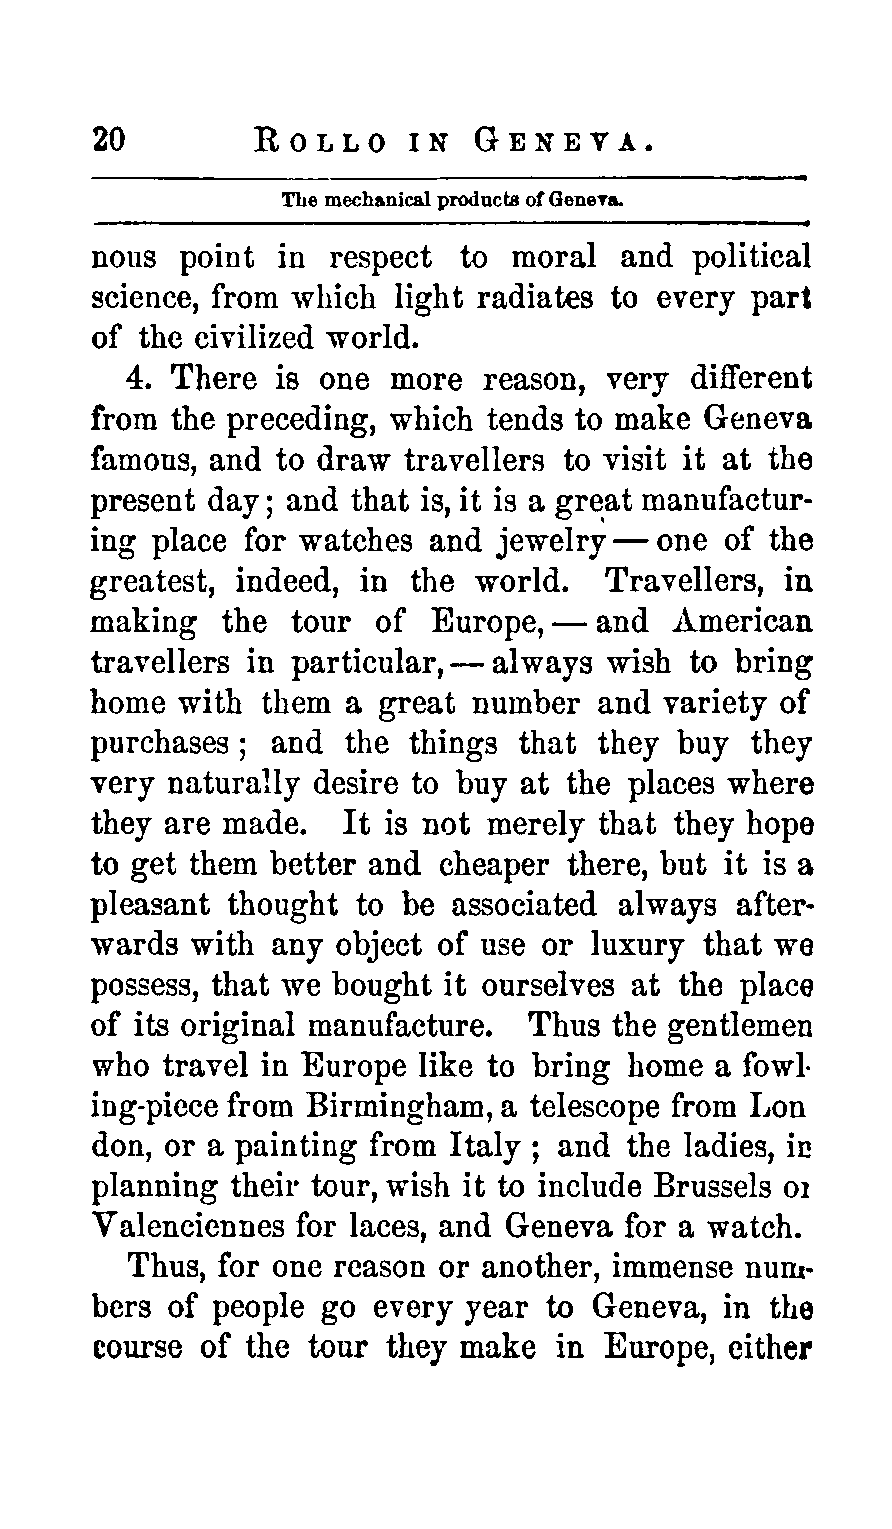 20 ROLLO IN GENEVA.
The mechanical products of Geneva.
nous point in respect to moral and political
science, from which light radiates to every part
of the civilized world.
4. There is one more reason, very different
from the preceding, which tends to make Geneva
famous, and to draw travellers to visit it at the
present day; and that is, it is a great manufactur-
ing place for watches and jewelry — one of the
greatest, indeed, in the world. Travellers, in
making the tour of Europe, — and American
travellers in particular, — always wish to bring
home with them a great number and variety of
purchases; and the things that they buy they
very naturally desire to buy at the places where
they are made. It is not merely that they hope
to get them better and cheaper there, but it is a
pleasant thought to be associated always after-
wards with any object of use or luxury that we
possess, that we bought it ourselves at the place
of its original manufacture. Thus the gentlemen
who travel in Europe like to bring home a fowl-
ing-piece from Birmingham, a telescope from Lon
don, or a painting from Italy; and the ladies, in
planning their tour, wish it to include Brussels or
Valenciennes for laces, and Geneva for a watch.
Thus, for one reason or another, immense num-
bers of people go every year to Geneva, in the
course of the tour they make in Europe, either